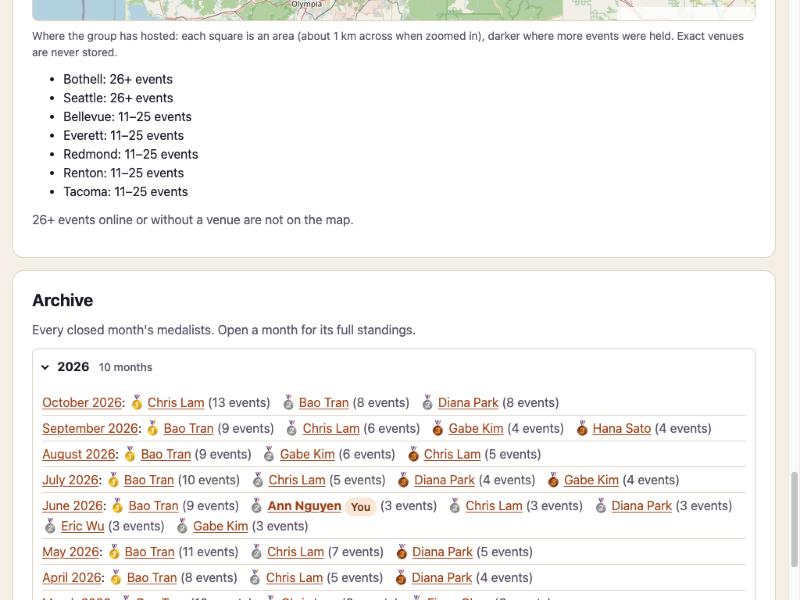 Olympia
Where the group has hosted: each square is an area (about 1 km across when zoomed in), darker where more events were held. Exact venues
are never stored.
Bothell: 26+ events
Seattle: 26+ events
Bellevue: 11–25 events
Everett: 11–25 events
Redmond: 11–25 events
Renton: 11–25 events
Tacoma: 11–25 events
26+ events online or without a venue are not on the map.
Archive
Every closed month's medalists. Open a month for its full standings.
2026 10 months
October 2026: Chris Lam (13 events) Bao Tran (8 events) Diana Park (8 events)
September 2026: Bao Tran (9 events) Chris Lam (6 events) Gabe Kim (4 events) Hana Sato (4 events)
August 2026: Bao Tran (9 events) Gabe Kim (6 events) Chris Lam (5 events)
July 2026: Bao Tran (10 events) Chris Lam (5 events) Diana Park (4 events) Gabe Kim (4 events)
June 2026: Bao Tran (9 events) Ann Nguyen You (3 events) Chris Lam (3 events) Diana Park (3 events)
Eric Wu (3 events) Gabe Kim (3 events)
May 2026: Bao Tran (11 events) Chris Lam (7 events) Diana Park (5 events)
April 2026: Bao Tran (8 events) Chris Lam (5 events) Diana Park (4 events)